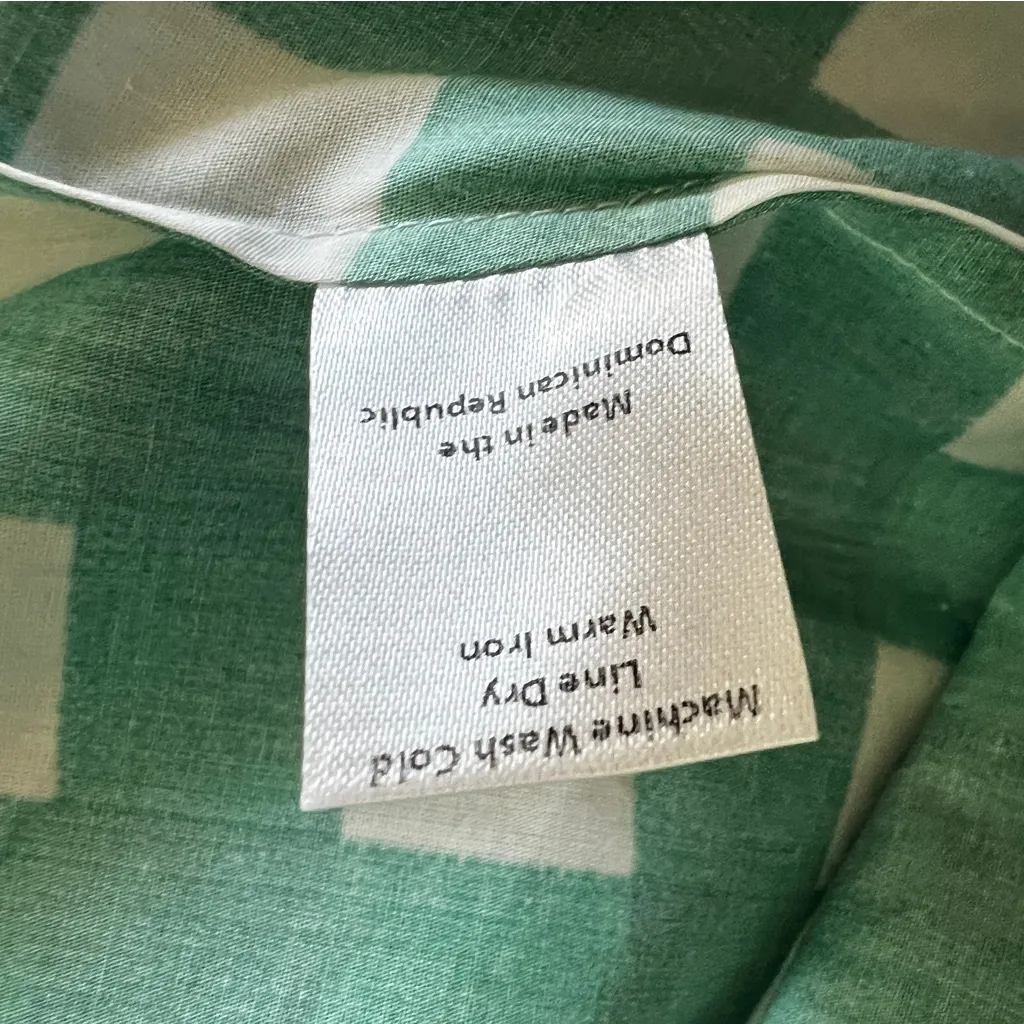 Machine Wash Cold
Line Dry
Warm Iron
Made in the
Dominican Republic